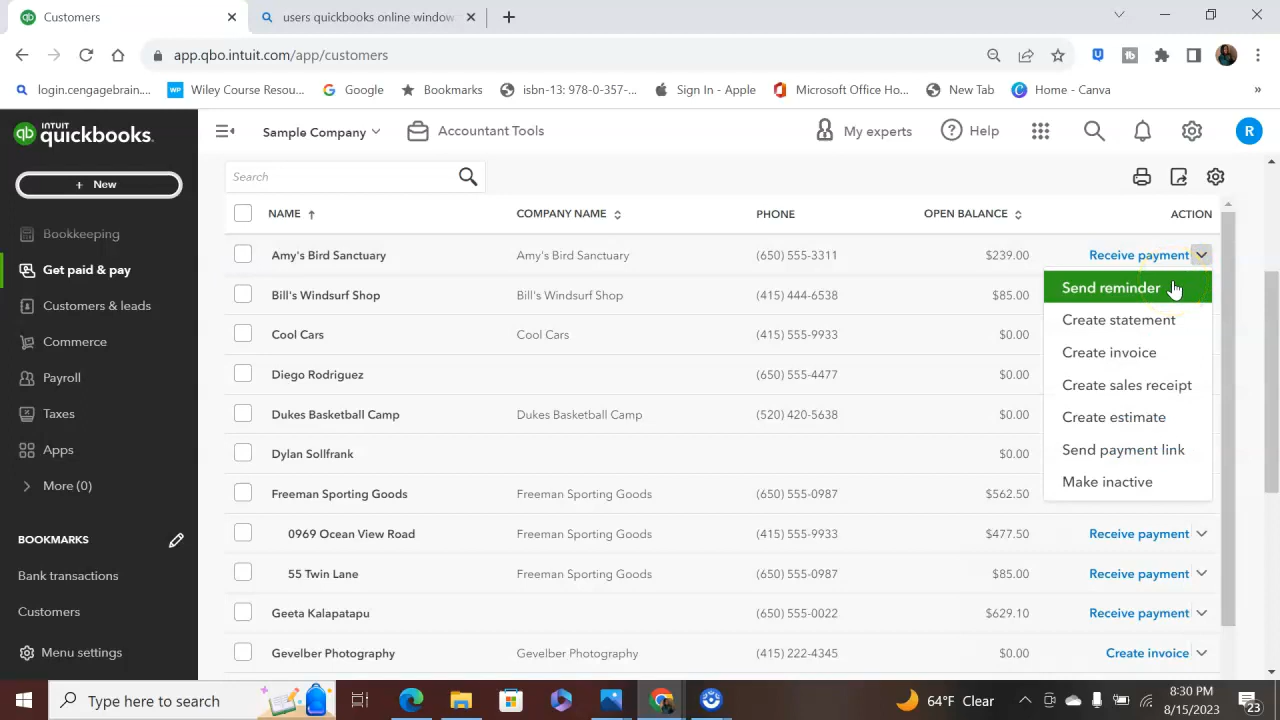 Customers
users quickbooks online window
app.qbo.intuit.com/app/customers
login.cengagebrain....
WP
Wiley Course Resou...
Google
Bookmarks
isbn-13: 978-0-357-...
Sign In - Apple
Microsoft Office Ho...
New Tab
Home - Canva
»
qb
INTUIT
quickbooks.
Sample Company
Accountant Tools
My experts
Help
R
+ New
Search
Bookkeeping
Get paid & pay
Customers & leads
Commerce
Payroll
Taxes
Apps
More (0)
BOOKMARKS
Bank transactions
Customers
Menu settings
NAME COMPANY NAME PHONE OPEN BALANCE ACTION
Amy's Bird Sanctuary Amy's Bird Sanctuary (650) 555-3311 $239.00 Receive payment
Bill's Windsurf Shop Bill's Windsurf Shop (415) 444-6538 $85.00
Cool Cars Cool Cars (415) 555-9933 $0.00
Diego Rodriguez (650) 555-4477 $0.00
Dukes Basketball Camp Dukes Basketball Camp (520) 420-5638 $0.00
Dylan Sollfrank $0.00
Freeman Sporting Goods Freeman Sporting Goods (650) 555-0987 $562.50
0969 Ocean View Road Freeman Sporting Goods (415) 555-9933 $477.50 Receive payment
55 Twin Lane Freeman Sporting Goods (650) 555-0987 $85.00 Receive payment
Geeta Kalapatapu (650) 555-0022 $629.10 Receive payment
Gevelber Photography Gevelber Photography (415) 222-4345 $0.00 Create invoice
Send reminder
Create statement
Create invoice
Create sales receipt
Create estimate
Send payment link
Make inactive
Type here to search
64°F Clear
8:30 PM
8/15/2023
23